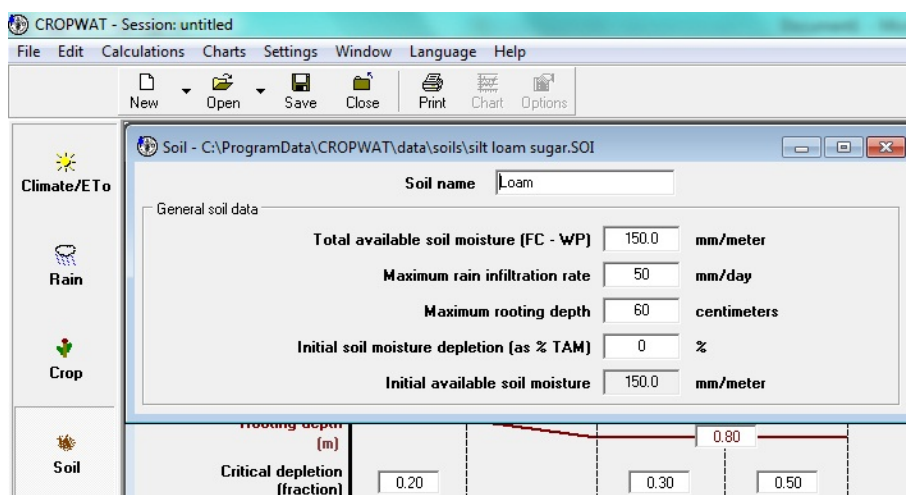 CROPWAT - Session: untitled
File Edit Calculations Charts Settings Window Language Help
New Open Save Close Print Chart Options
Soil - C:\ProgramData\CROPWAT\data\soils\silt loam sugar.SOI
Climate/ETo
Rain
Crop
Soil
Soil name Loam
General soil data
Total available soil moisture (FC - WP) 150.0 mm/meter
Maximum rain infiltration rate 50 mm/day
Maximum rooting depth 60 centimeters
Initial soil moisture depletion (as % TAM) 0 %
Initial available soil moisture 150.0 mm/meter
(m) 0.80
Critical depletion
(fraction) 0.20 0.30 0.50